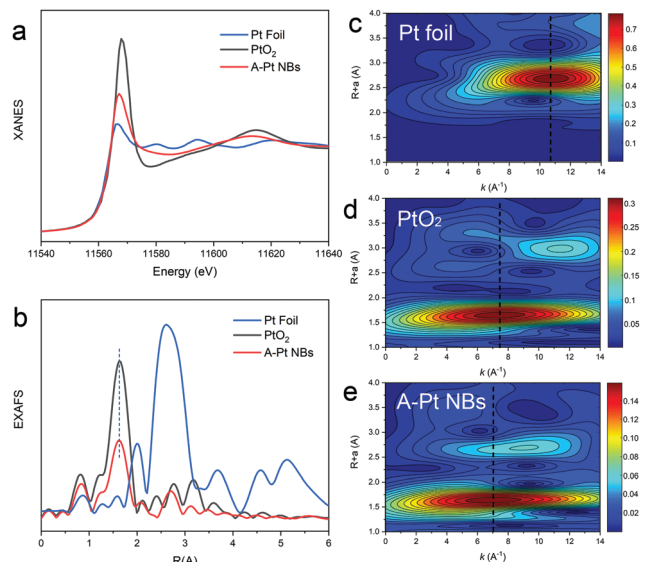 a
Pt Foil
PtO₂
A-Pt NBs
XANES
11540 11560 11580 11600 11620 11640
Energy (eV)
b
Pt Foil
PtO₂
A-Pt NBs
EXAFS
0 1 2 3 4 5 6
R(A)
c
Pt foil
R+a (A)
4.0
3.5
3.0
2.5
2.0
1.5
1.0
0 2 4 6 8 10 12 14
k (A⁻¹)
0.7
0.6
0.5
0.4
0.3
0.2
0.1
d
PtO₂
R+a (A)
4.0
3.5
3.0
2.5
2.0
1.5
1.0
0 2 4 6 8 10 12 14
k (A⁻¹)
0.30
0.25
0.20
0.15
0.10
0.05
e
A-Pt NBs
R+a (A)
4.0
3.5
3.0
2.5
2.0
1.5
1.0
0 2 4 6 8 10 12 14
k (A⁻¹)
0.14
0.12
0.10
0.08
0.06
0.04
0.02